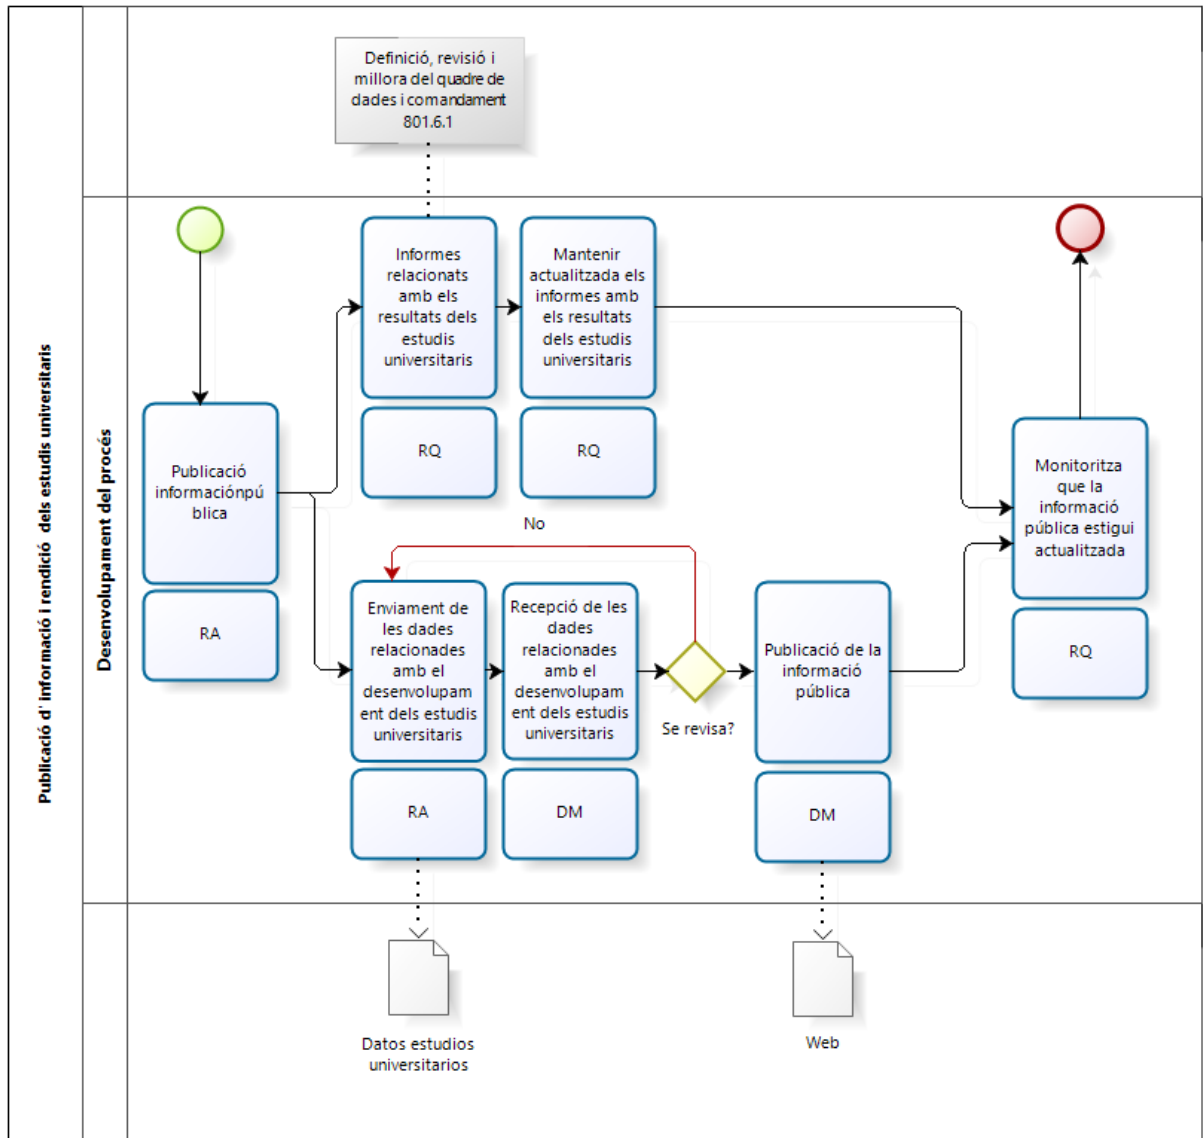 Publicació d´informació i rendició dels estudis universitaris
Desenvolupament del procés
Definició, revisió i
millora del quadre de
dades i comandament
801.6.1
Informes
relacionats
amb els
resultats dels
estudis
universitaris
RQ
Mantenir
actualitzada els
informes amb
els resultats
dels estudis
universitaris
RQ
Publicació
informaciónpú
blica
RA
Monitoritza
que la
informació
pública estigui
actualitzada
RQ
No
Enviament de
les dades
relacionades
amb el
desenvolupam
ent dels estudis
universitaris
RA
Recepció de les
dades
relacionades
amb el
desenvolupam
ent dels estudis
universitaris
DM
Se revisa?
Publicació de la
informació
pública
DM
Datos estudios
universitarios
Web